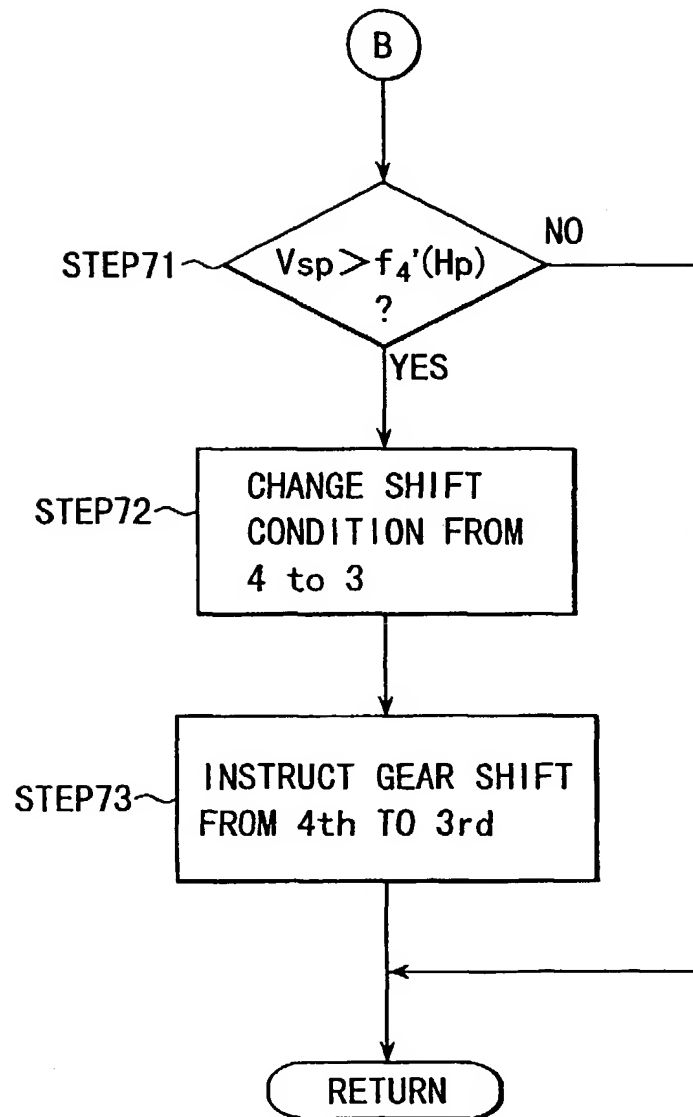 B
STEP71
Vsp>f₄'(Hp)
?
NO
YES
STEP72
CHANGE SHIFT
CONDITION FROM
4 to 3
STEP73
INSTRUCT GEAR SHIFT
FROM 4th TO 3rd
RETURN